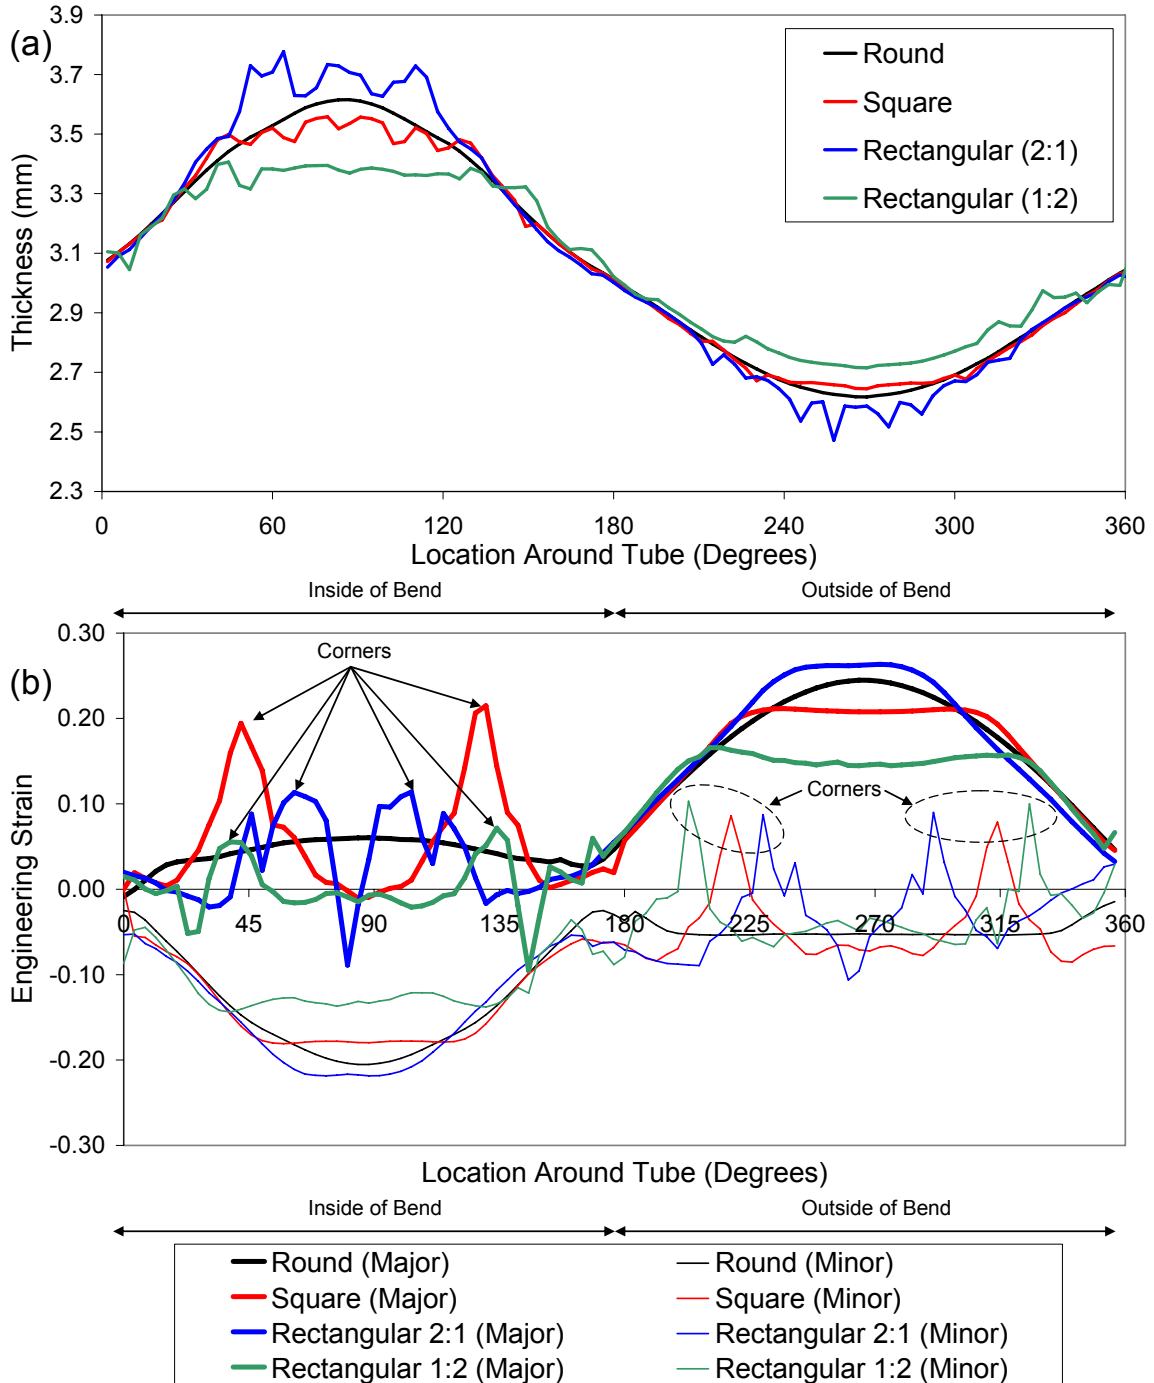 (a)
3.9
3.7
3.5
3.3
3.1
2.9
2.7
2.5
2.3
Thickness (mm)
Round
Square
Rectangular (2:1)
Rectangular (1:2)
0 60 120 180 240 300 360
Location Around Tube (Degrees)
Inside of Bend Outside of Bend
(b)
0.30
0.20
0.10
0.00
-0.10
-0.20
-0.30
Engineering Strain
Corners
Corners
0 45 90 135 180 225 270 315 360
Location Around Tube (Degrees)
Inside of Bend Outside of Bend
Round (Major) Round (Minor)
Square (Major) Square (Minor)
Rectangular 2:1 (Major) Rectangular 2:1 (Minor)
Rectangular 1:2 (Major) Rectangular 1:2 (Minor)